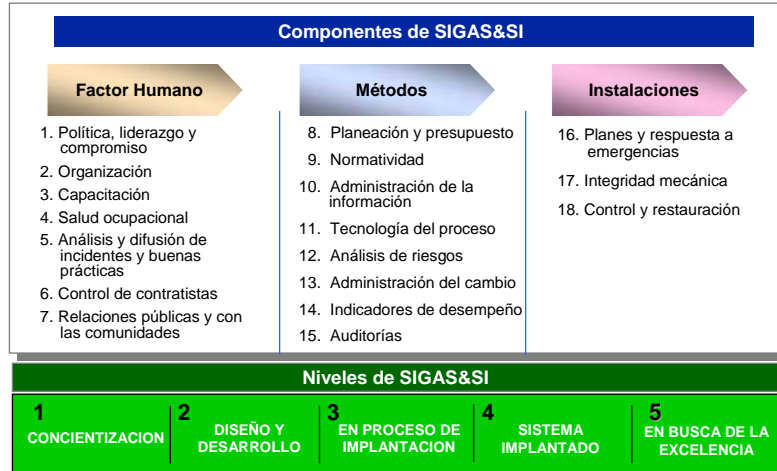 Componentes de SIGAS&SI
Factor Humano
1. Política, liderazgo y
compromiso
2. Organización
3. Capacitación
4. Salud ocupacional
5. Análisis y difusión de
incidentes y buenas
prácticas
6. Control de contratistas
7. Relaciones públicas y con
las comunidades
Métodos
8. Planeación y presupuesto
9. Normatividad
10. Administración de la
información
11. Tecnología del proceso
12. Análisis de riesgos
13. Administración del cambio
14. Indicadores de desempeño
15. Auditorías
Instalaciones
16. Planes y respuesta a
emergencias
17. Integridad mecánica
18. Control y restauración
Niveles de SIGAS&SI
1
CONCIENTIZACION
2
DISEÑO Y
DESARROLLO
3
EN PROCESO DE
IMPLANTACION
4
SISTEMA
IMPLANTADO
5
EN BUSCA DE LA
EXCELENCIA